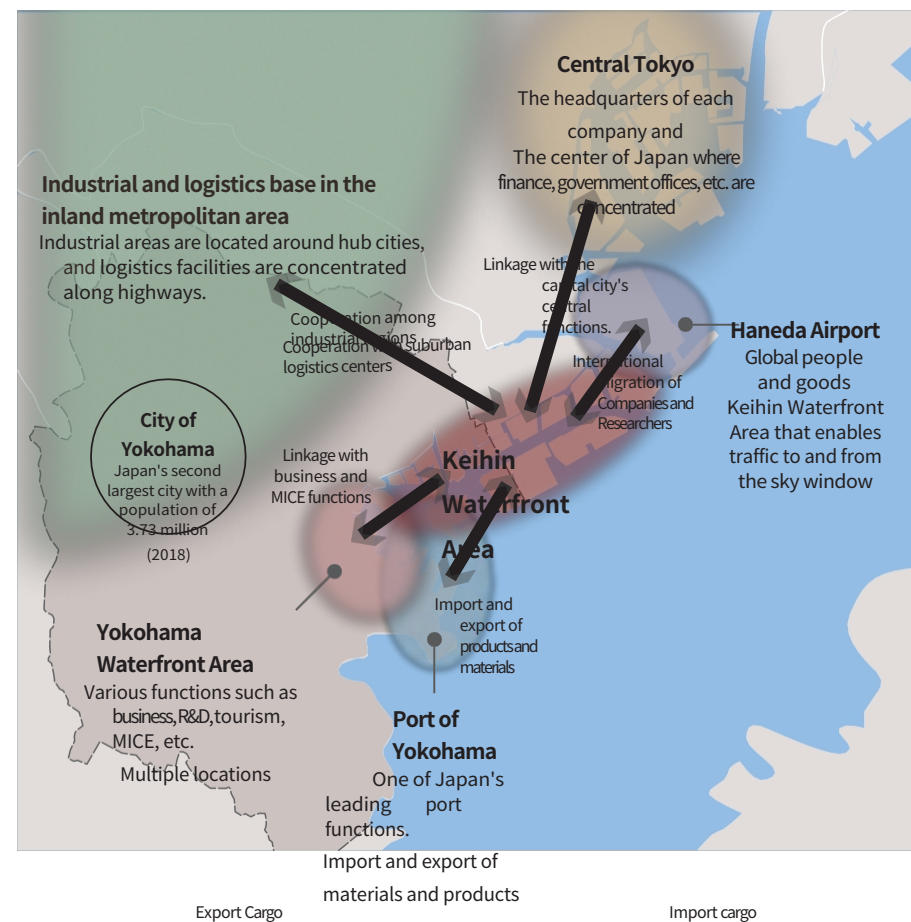 Central Tokyo
The headquarters of each
company and
The center of Japan where
finance, government offices, etc. are
concentrated
Industrial and logistics base in the
inland metropolitan area
Industrial areas are located around hub cities,
and logistics facilities are concentrated
along highways.
Linkage with the
capital city's
central
functions.
Cooperation among
industrial regions
Cooperation with suburban
logistics centers
Haneda Airport
Global people
and goods
Keihin Waterfront
Area that enables
traffic to and from
the sky window
International
migration of
Companies and
Researchers
City of
Yokohama
Japan's second
largest city with a
population of
3.73 million
(2018)
Linkage with
business and
MICE functions
Keihin
Waterfront
Area
Import and
export of
products and
materials
Yokohama
Waterfront Area
Various functions such as
business, R&D, tourism,
MICE, etc.
Multiple locations
Port of
Yokohama
One of Japan's
leading port
functions.
Import and export of
materials and products
Export Cargo
Import cargo